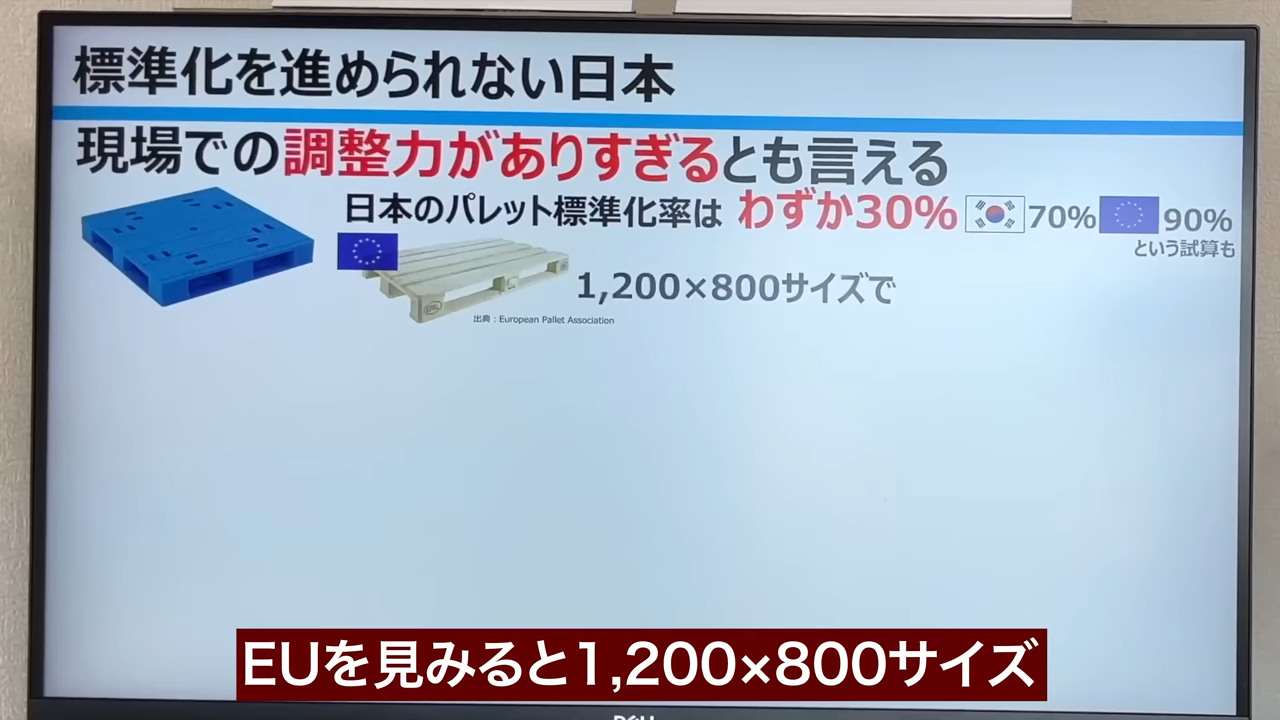 標準化を進められない日本
現場での調整力がありすぎるとも言える
日本のパレット標準化率は わずか30% 70% 90%
という試算も
1,200×800サイズで
出典：European Pallet Association
EUを見みると1,200×800サイズ